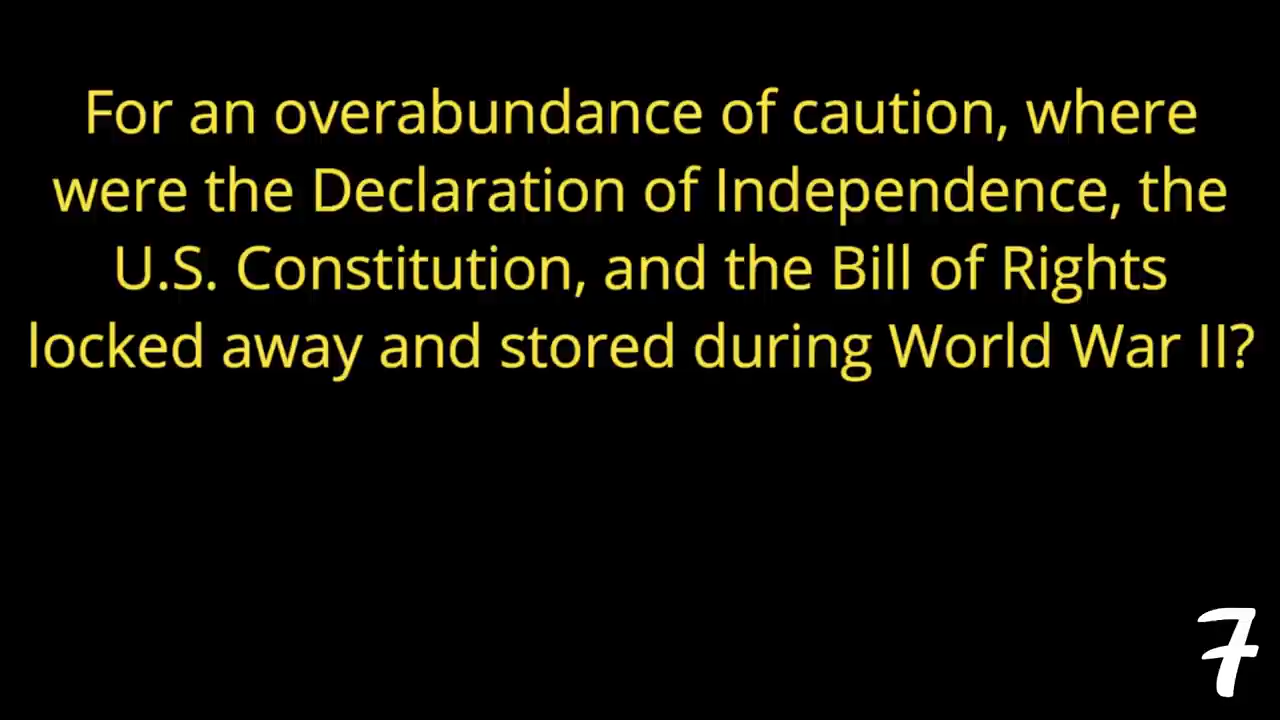 For an overabundance of caution, where
were the Declaration of Independence, the
U.S. Constitution, and the Bill of Rights
locked away and stored during World War II?
7